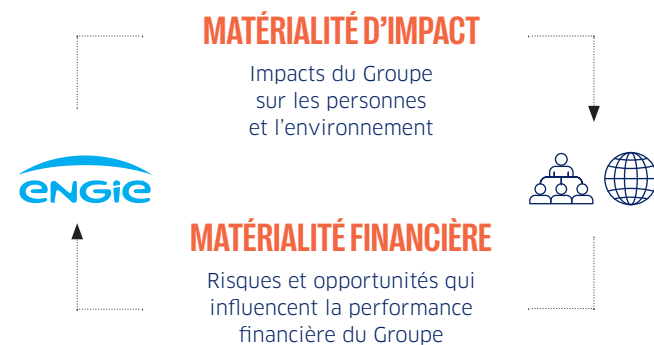 MATÉRIALITÉ D’IMPACT
Impacts du Groupe
sur les personnes
et l’environnement
ENGIE
MATÉRIALITÉ FINANCIÈRE
Risques et opportunités qui
influencent la performance
financière du Groupe